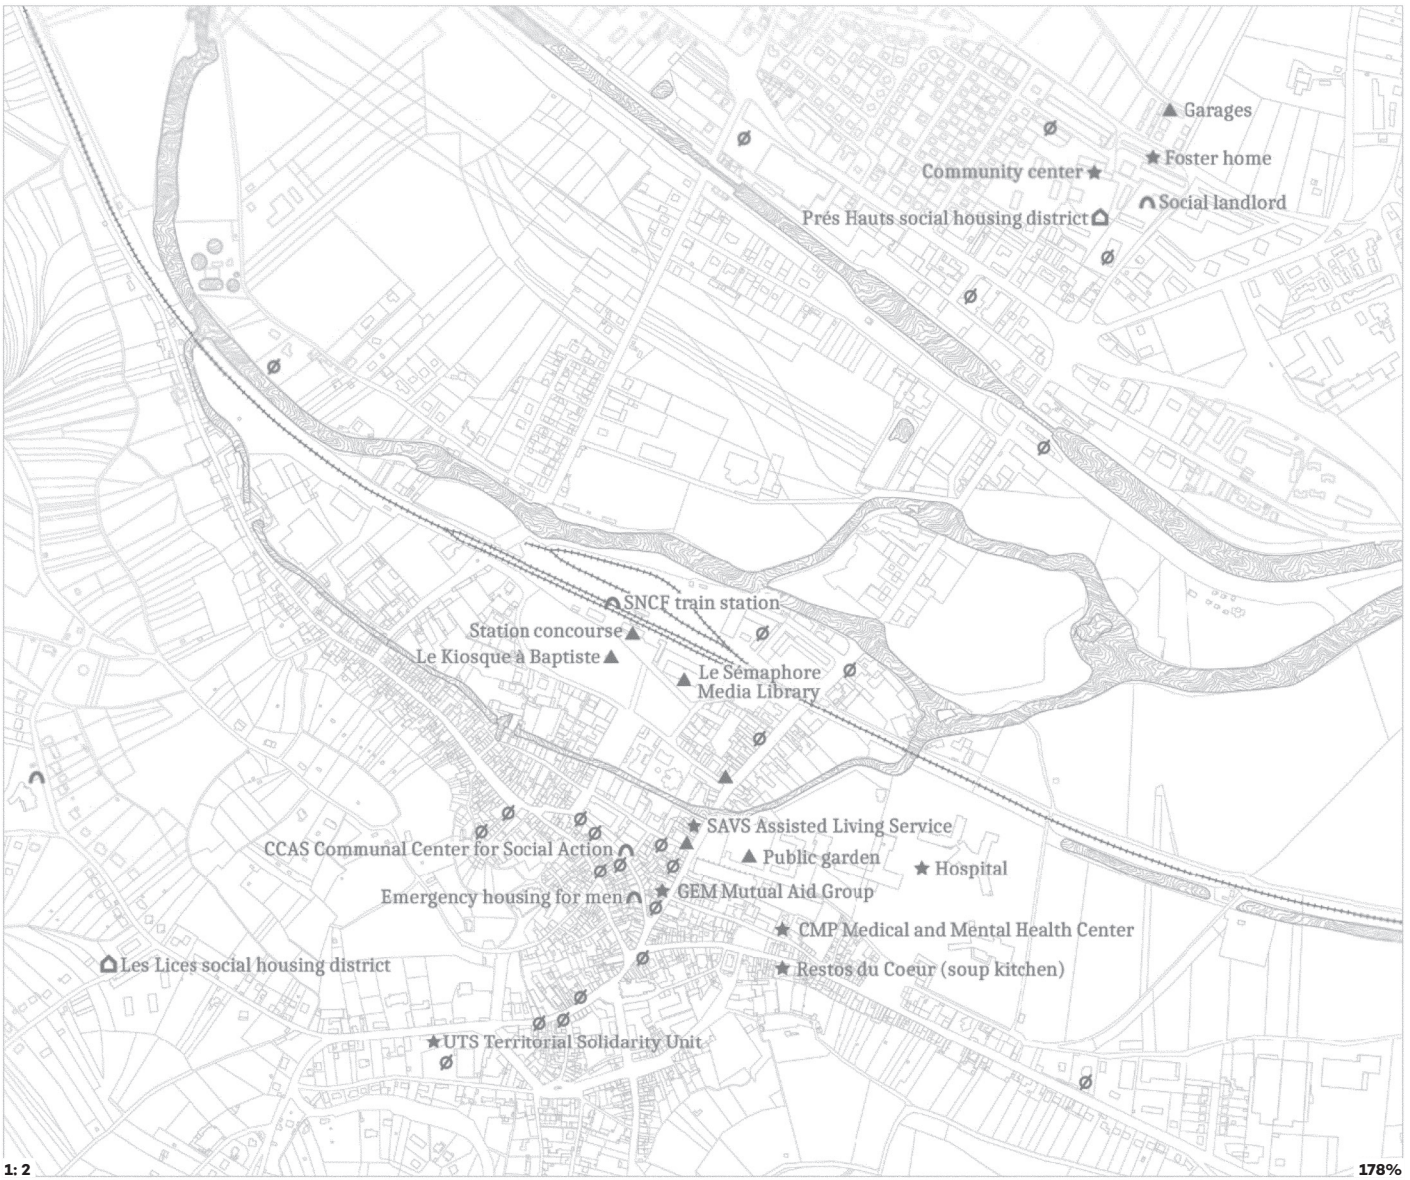 Garages
Foster home
Community center
Social landlord
Prés Hauts social housing district
SNCF train station
Station concourse
Le Kiosque à Baptiste
Le Sémaphore
Media Library
SAVS Assisted Living Service
CCAS Communal Center for Social Action
Public garden
Hospital
GEM Mutual Aid Group
Emergency housing for men
CMP Medical and Mental Health Center
Les Lices social housing district
Restos du Coeur (soup kitchen)
UTS Territorial Solidarity Unit
1: 2
178%